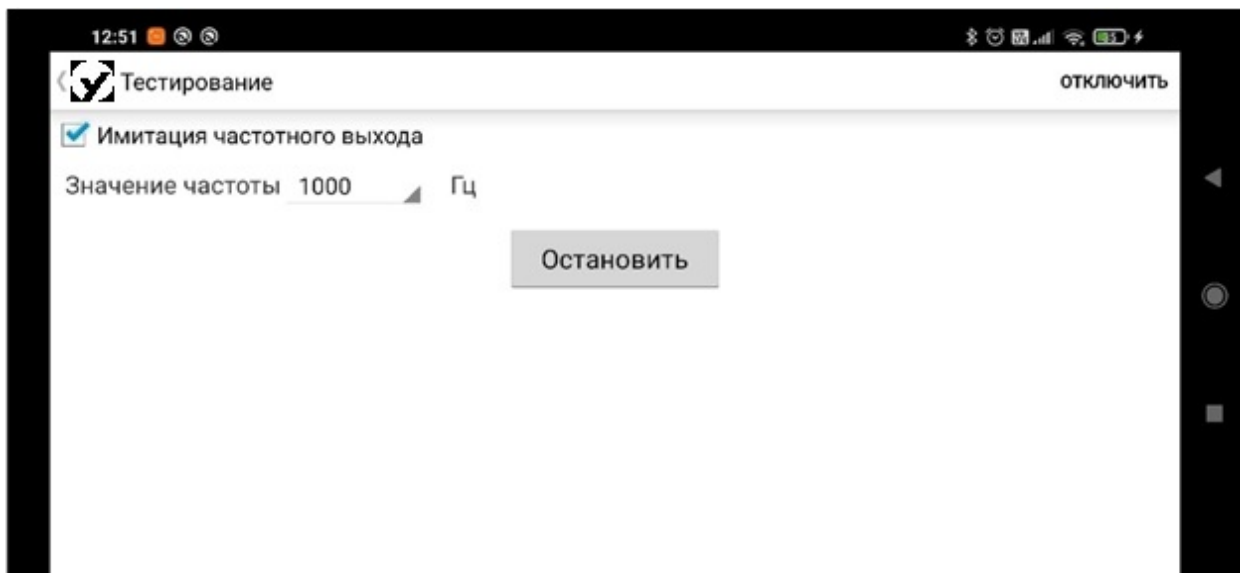 12:51
Тестирование
ОТКЛЮЧИТЬ
Имитация частотного выхода
Значение частоты 1000 Гц
Остановить